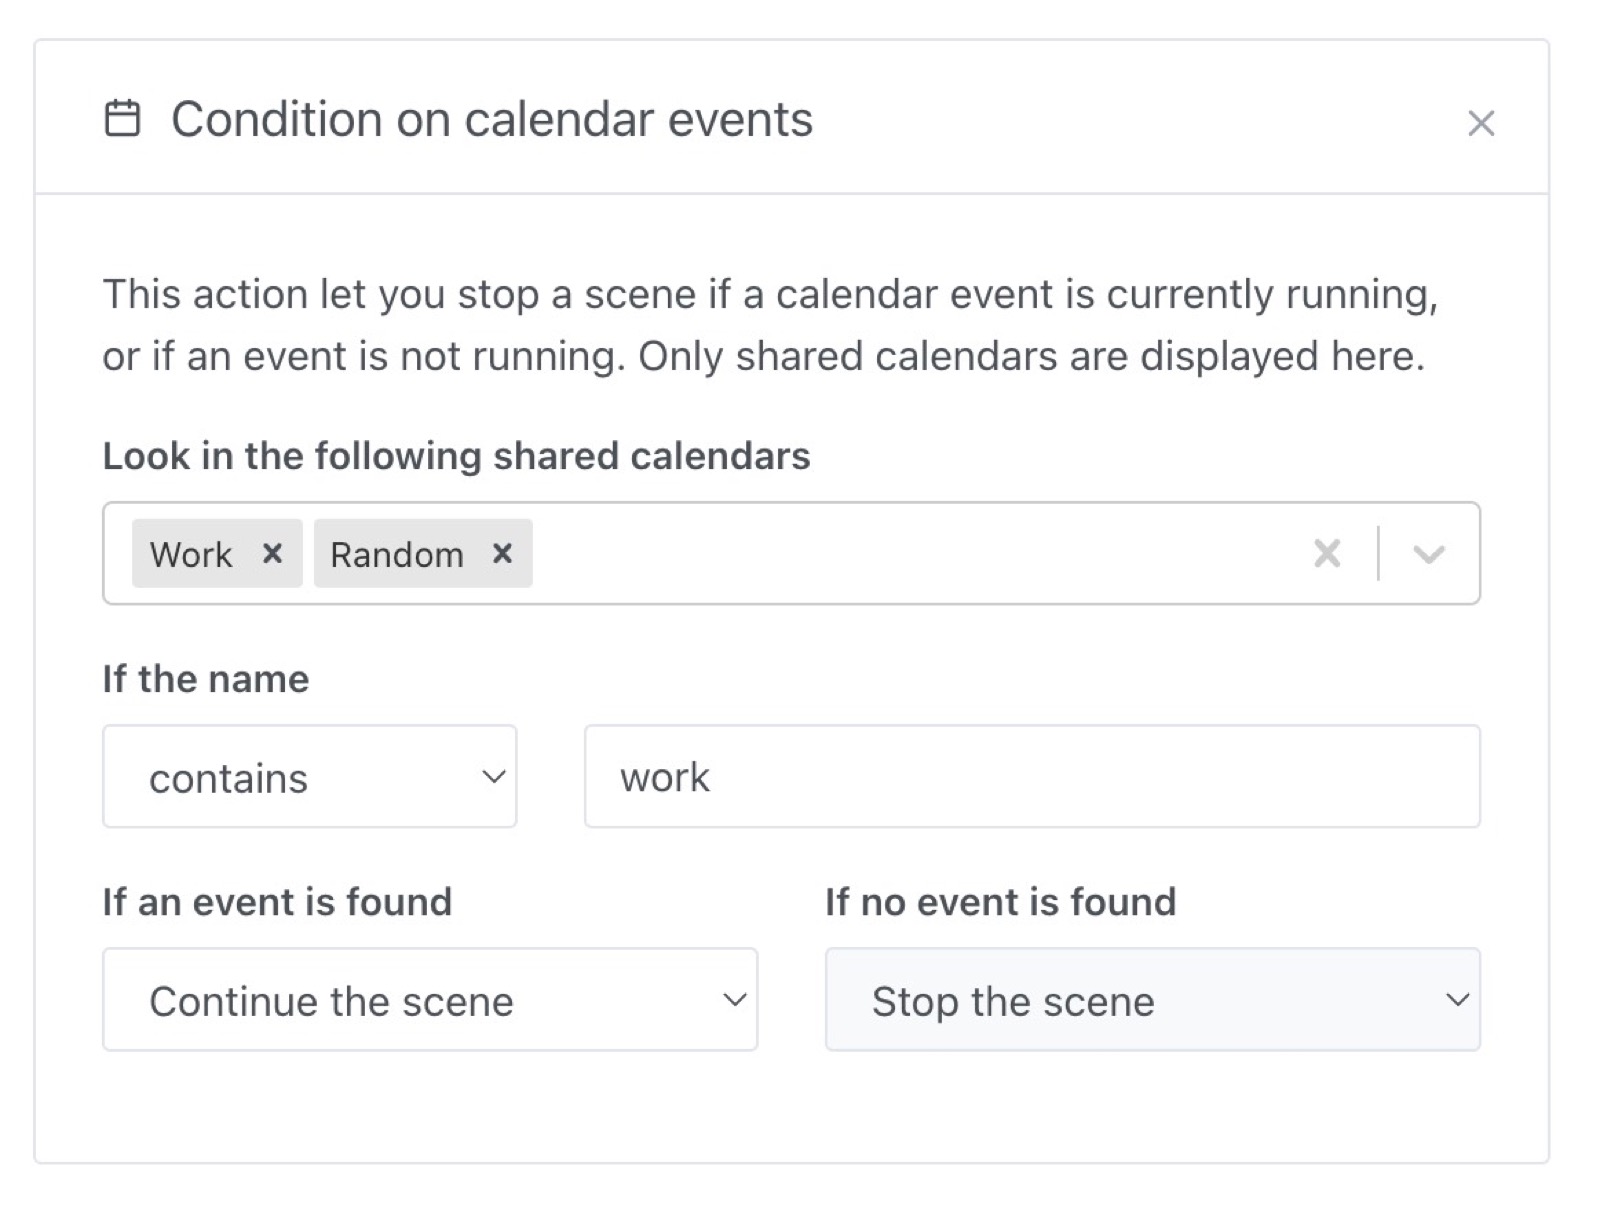 Condition on calendar events
This action let you stop a scene if a calendar event is currently running,
or if an event is not running. Only shared calendars are displayed here.
Look in the following shared calendars
Work Random
If the name
contains work
If an event is found If no event is found
Continue the scene Stop the scene